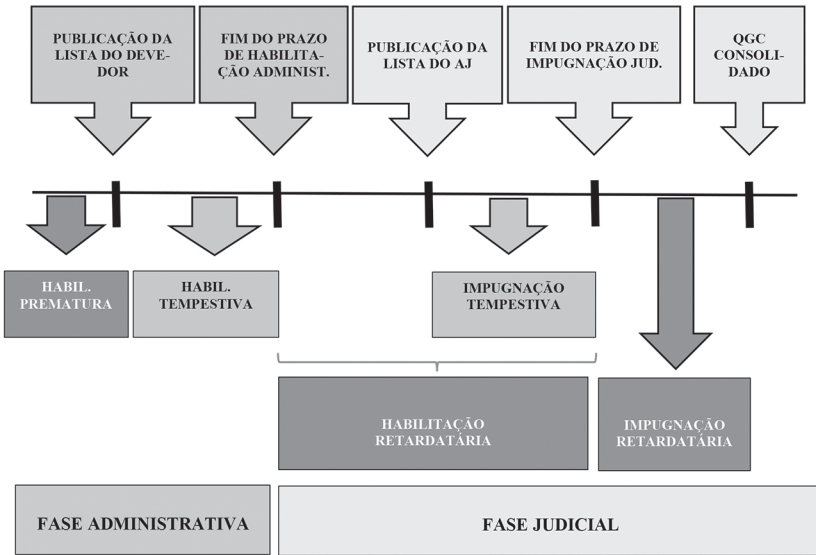 PUBLICAÇÃO DA
LISTA DO DEVE-
DOR
FIM DO PRAZO
DE HABILITA-
ÇÃO ADMINIST.
PUBLICAÇÃO DA
LISTA DO AJ
FIM DO PRAZO DE
IMPUGNAÇÃO JUD.
QGC
CONSOLI-
DADO
HABIL.
PREMATURA
HABIL.
TEMPESTIVA
IMPUGNAÇÃO
TEMPESTIVA
HABILITAÇÃO
RETARDATÁRIA
IMPUGNAÇÃO
RETARDATÁRIA
FASE ADMINISTRATIVA
FASE JUDICIAL